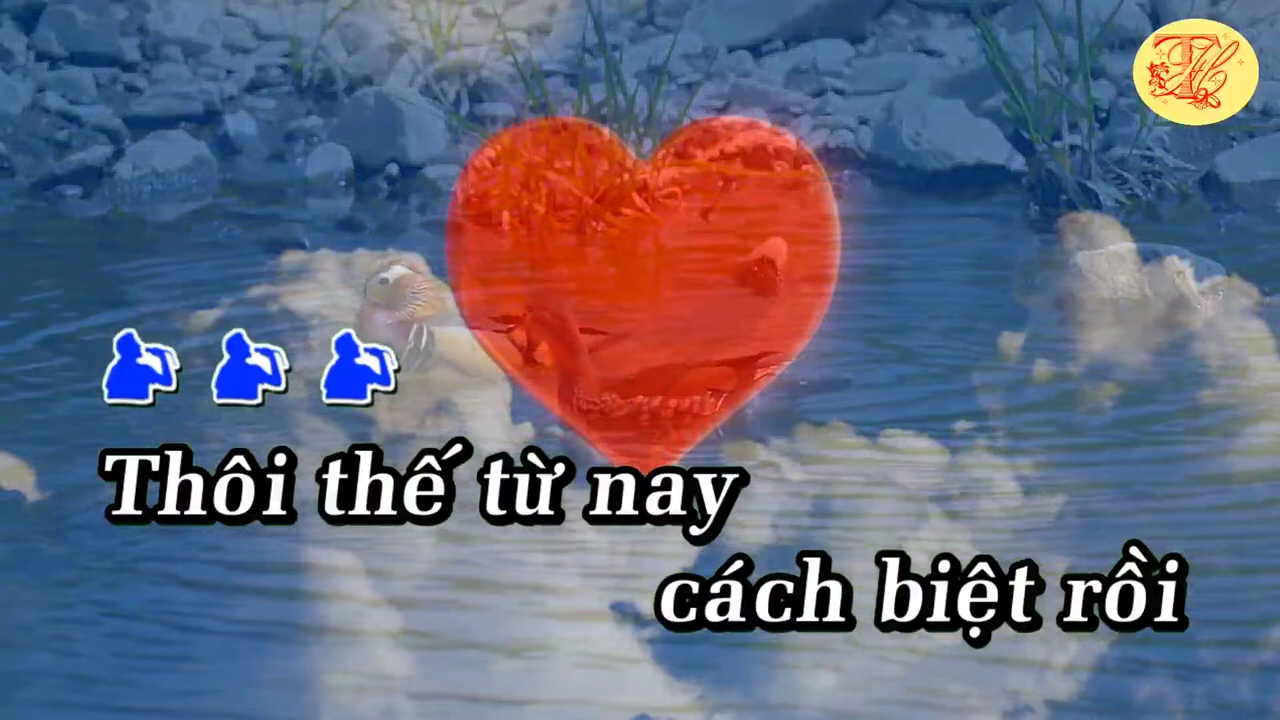 Thôi thế từ nay
cách biệt rồi